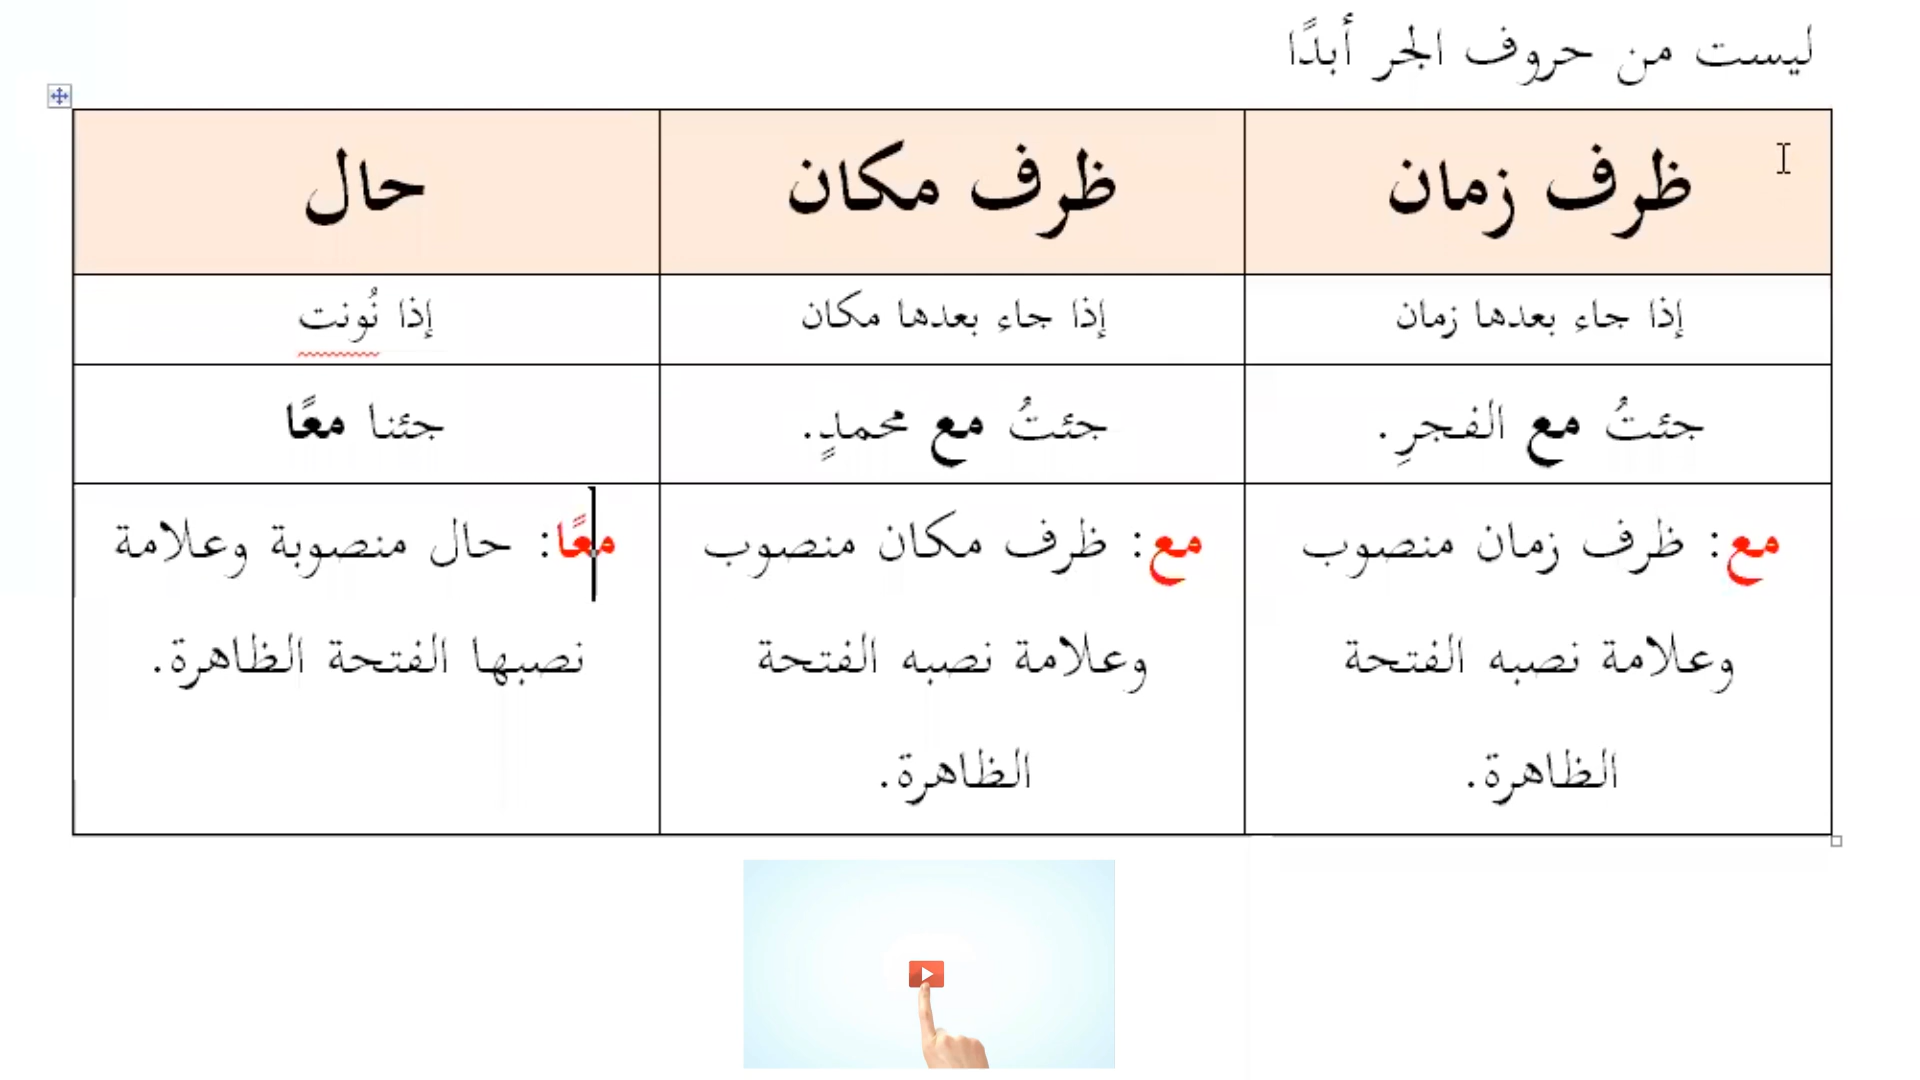 ليست من حروف الجر أبدًا
ظرف زمان
ظرف مكان
حال
إذا جاء بعدها زمان
إذا جاء بعدها مكان
إذا نُونت
جئتُ مع الفجرِ.
جئتُ مع محمدٍ.
جئنا معًا
مع: ظرف زمان منصوب
وعلامة نصبه الفتحة
الظاهرة.
مع: ظرف مكان منصوب
وعلامة نصبه الفتحة
الظاهرة.
معًا: حال منصوبة وعلامة
نصبها الفتحة الظاهرة.